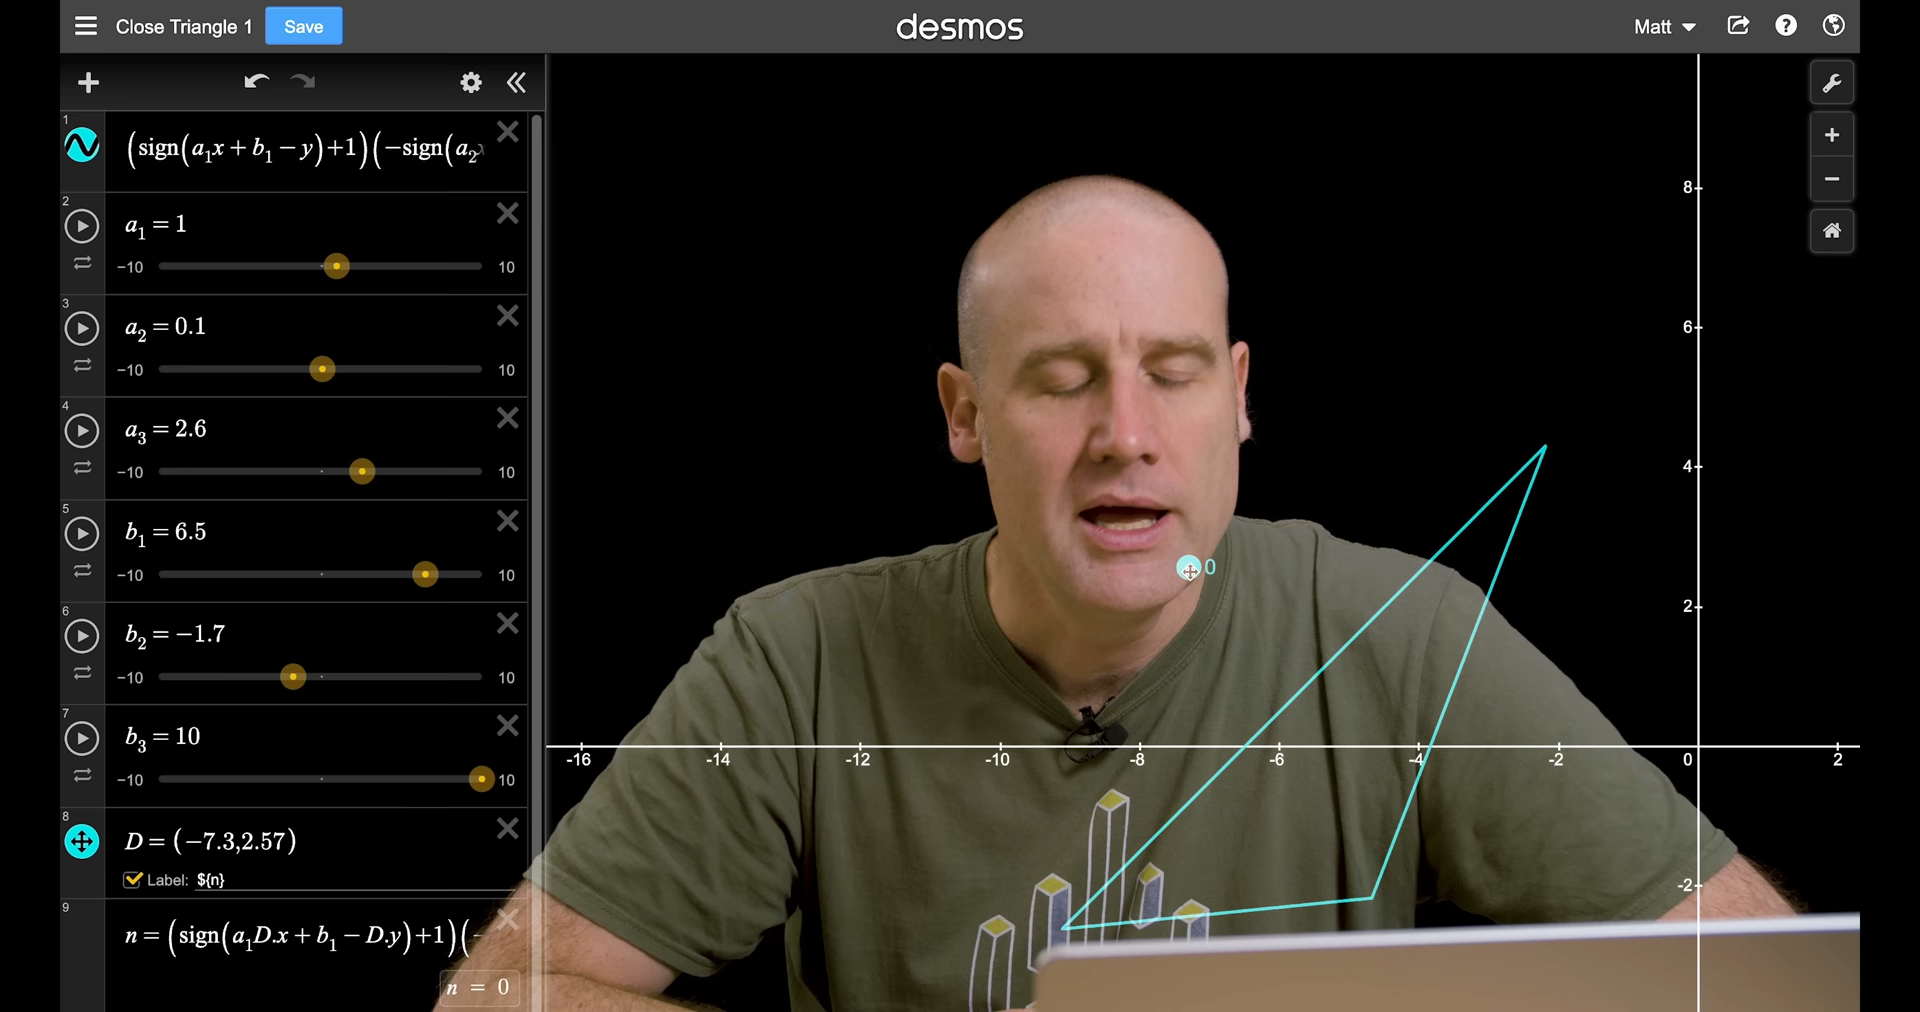 Close Triangle 1 Save desmos Matt
1
(sign(a₁x + b₁ − y)+1)(−sign(a₂x
2
a₁ = 1
−10 10
3
a₂ = 0.1
−10 10
4
a₃ = 2.6
−10 10
5
b₁ = 6.5
−10 10
6
b₂ = −1.7
−10 10
7
b₃ = 10
−10 10
8
D = (−7.3,2.57)
Label: ${n}
9
n = (sign(a₁D.x + b₁ − D.y)+1)(−
n = 0
8
6
4
0
2
-16 -14 -12 -10 -8 -6 -4 -2 0 2
-2